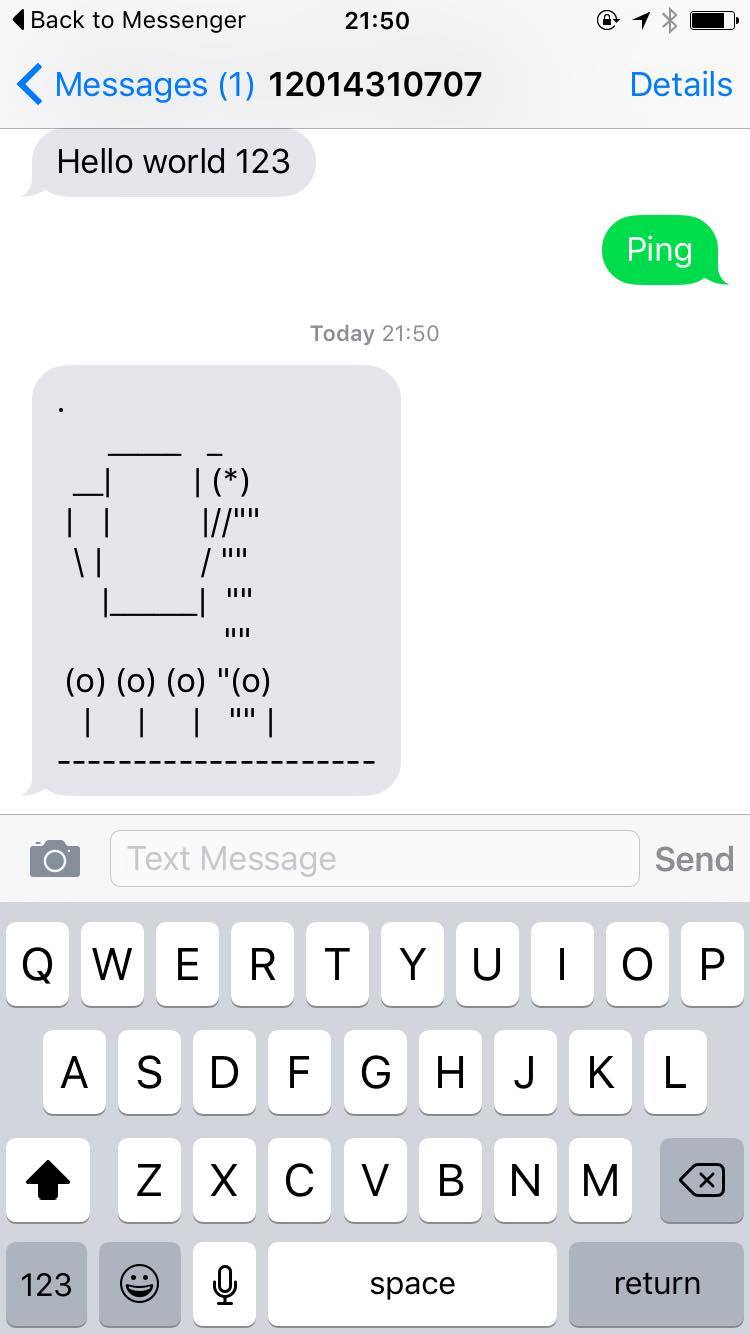 Back to Messenger 21:50
Messages (1) 12014310707 Details
Hello world 123
Ping
Today 21:50
.
      _____  _
   __|      | (*)
  |  |      |//""
   \ |      / ""
     |______|  ""
               ""
(o) (o) (o) "(o)
 |   |   |  "" |
---------------------
Text Message Send
Q W E R T Y U I O P
A S D F G H J K L
Z X C V B N M
123 space return